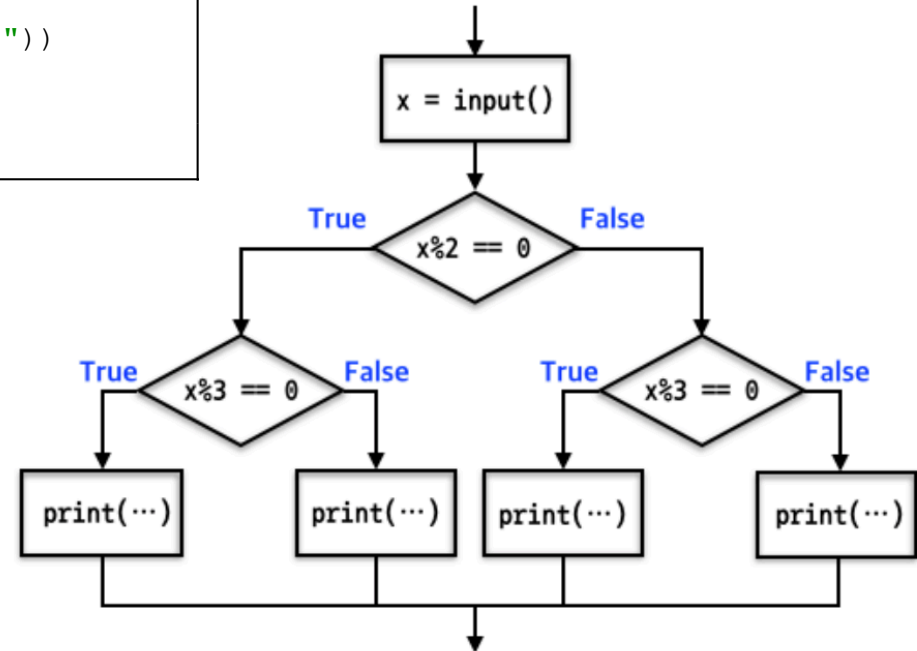 "))
x = input()
True
False
x%2 == 0
True
x%3 == 0
False
True
x%3 == 0
False
print(⋯)
print(⋯)
print(⋯)
print(⋯)